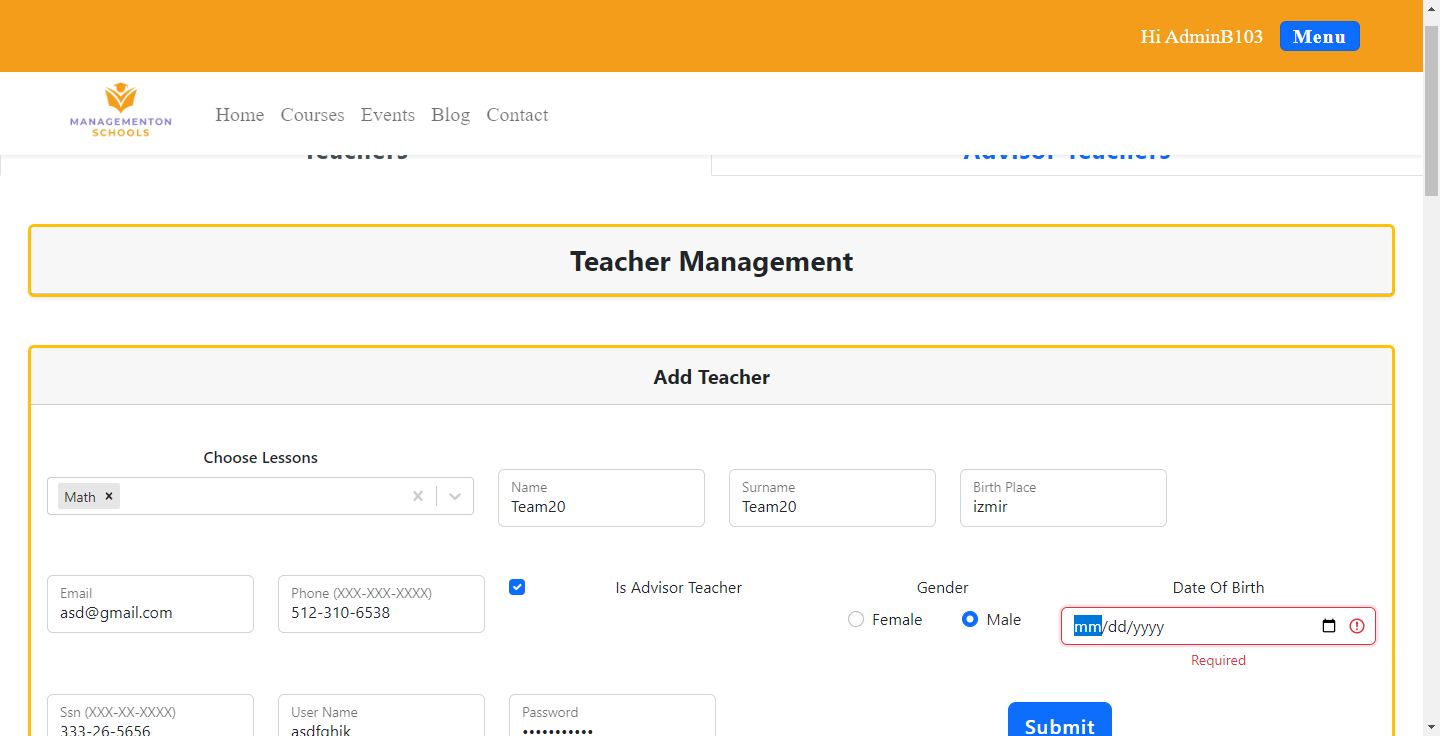 Hi AdminB103 Menu
MANAGEMENTON
SCHOOLS
Home Courses Events Blog Contact
Teachers Advisor Teachers
Teacher Management
Add Teacher
Choose Lessons
Math
Name
Team20
Surname
Team20
Birth Place
izmir
Email
asd@gmail.com
Phone (XXX-XXX-XXXX)
512-310-6538
Is Advisor Teacher
Gender
Female Male
Date Of Birth
mm/dd/yyyy
Required
Ssn (XXX-XX-XXXX)
333-26-5656
User Name
asdfghjk
Password
•••••••••••
Submit